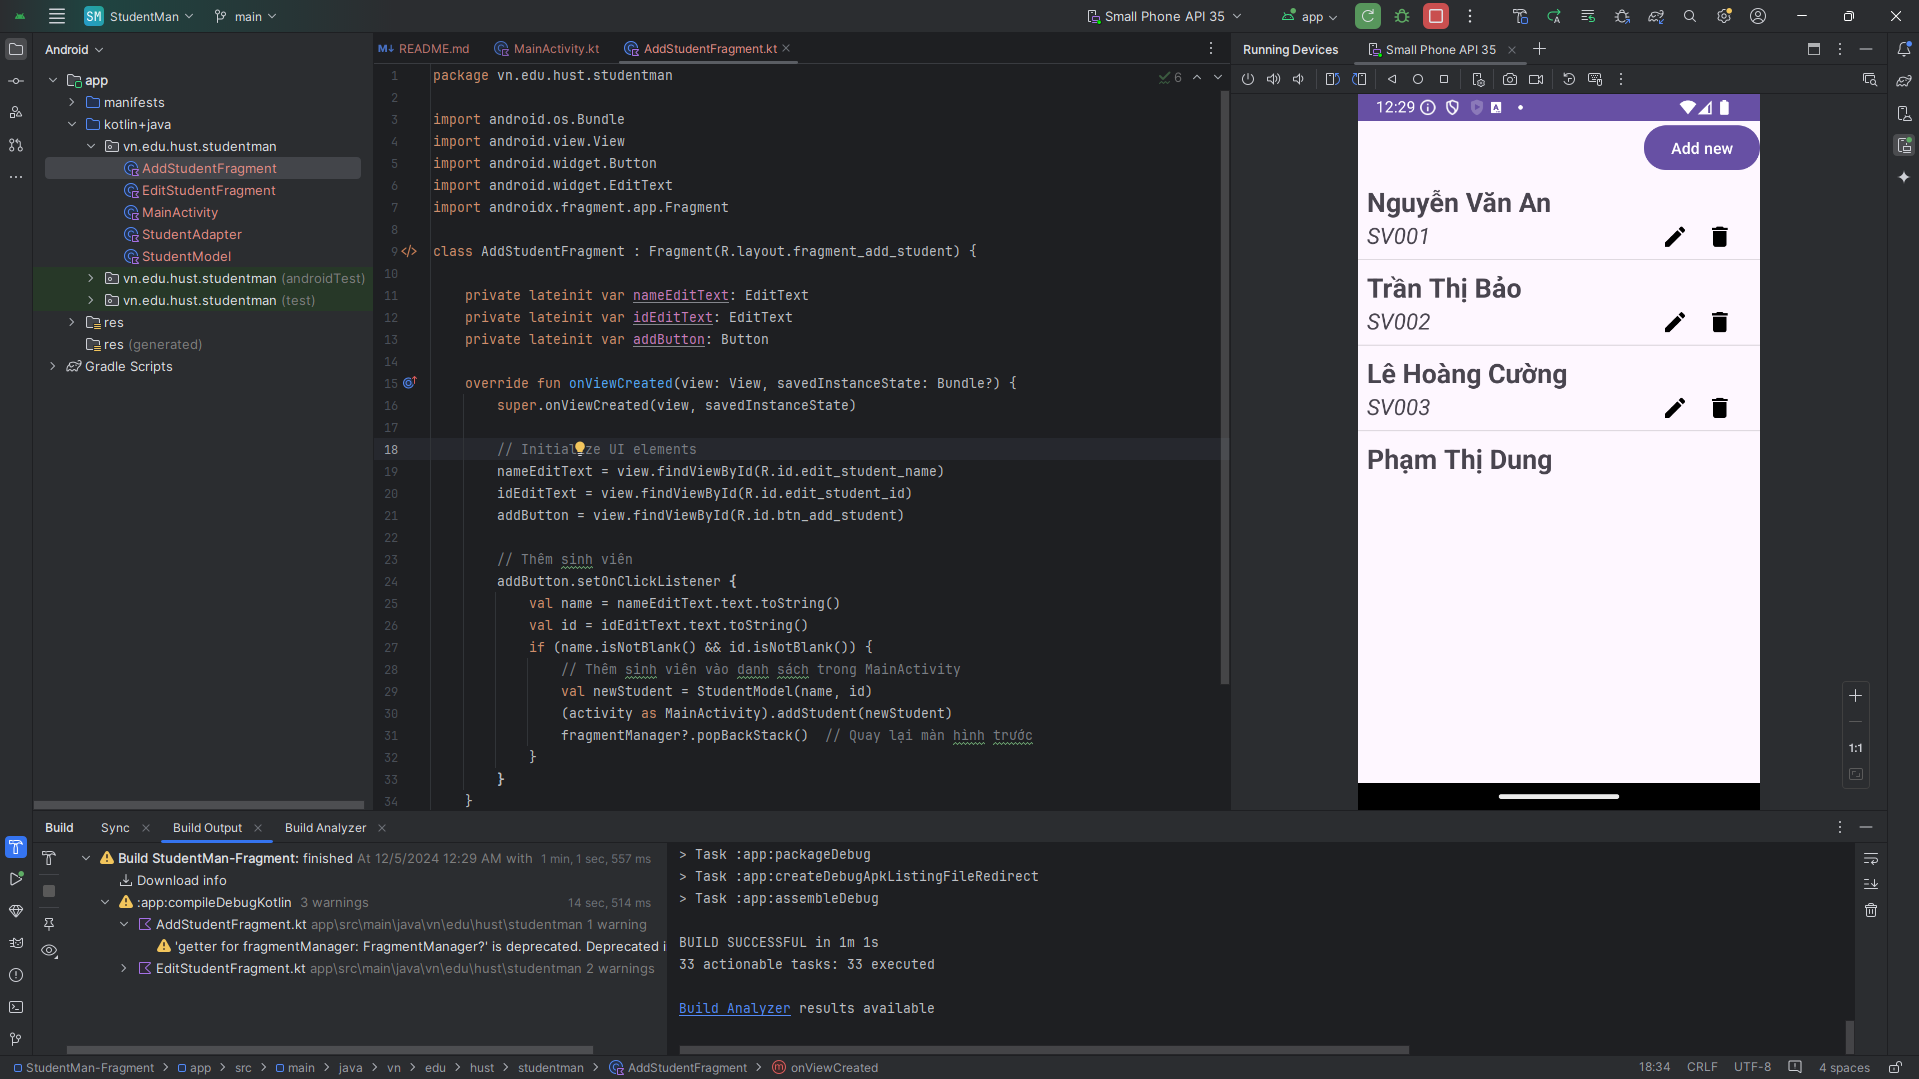 SM StudentMan main Small Phone API 35 app
Android
app
manifests
kotlin+java
vn.edu.hust.studentman
AddStudentFragment
EditStudentFragment
MainActivity
StudentAdapter
StudentModel
vn.edu.hust.studentman (androidTest)
vn.edu.hust.studentman (test)
res
res (generated)
Gradle Scripts
README.md MainActivity.kt AddStudentFragment.kt
6
1 package vn.edu.hust.studentman
2
3 import android.os.Bundle
4 import android.view.View
5 import android.widget.Button
6 import android.widget.EditText
7 import androidx.fragment.app.Fragment
8
9 class AddStudentFragment : Fragment(R.layout.fragment_add_student) {
10
11 private lateinit var nameEditText: EditText
12 private lateinit var idEditText: EditText
13 private lateinit var addButton: Button
14
15 override fun onViewCreated(view: View, savedInstanceState: Bundle?) {
16 super.onViewCreated(view, savedInstanceState)
17
18 // Initialize UI elements
19 nameEditText = view.findViewById(R.id.edit_student_name)
20 idEditText = view.findViewById(R.id.edit_student_id)
21 addButton = view.findViewById(R.id.btn_add_student)
22
23 // Thêm sinh viên
24 addButton.setOnClickListener {
25 val name = nameEditText.text.toString()
26 val id = idEditText.text.toString()
27 if (name.isNotBlank() && id.isNotBlank()) {
28 // Thêm sinh viên vào danh sách trong MainActivity
29 val newStudent = StudentModel(name, id)
30 (activity as MainActivity).addStudent(newStudent)
31 fragmentManager?.popBackStack() // Quay lại màn hình trước
32 }
33 }
34 }
Running Devices Small Phone API 35
12:29
Add new
Nguyễn Văn An
SV001
Trần Thị Bảo
SV002
Lê Hoàng Cường
SV003
Phạm Thị Dung
1:1
Build Sync Build Output Build Analyzer
Build StudentMan-Fragment: finished At 12/5/2024 12:29 AM with 1 min, 1 sec, 557 ms
Download info
:app:compileDebugKotlin 3 warnings 14 sec, 514 ms
AddStudentFragment.kt app\src\main\java\vn\edu\hust\studentman 1 warning
'getter for fragmentManager: FragmentManager?' is deprecated. Deprecated i
EditStudentFragment.kt app\src\main\java\vn\edu\hust\studentman 2 warnings
> Task :app:packageDebug
> Task :app:createDebugApkListingFileRedirect
> Task :app:assembleDebug
BUILD SUCCESSFUL in 1m 1s
33 actionable tasks: 33 executed
Build Analyzer results available
StudentMan-Fragment > app > src > main > java > vn > edu > hust > studentman > AddStudentFragment > onViewCreated
18:34 CRLF UTF-8 4 spaces